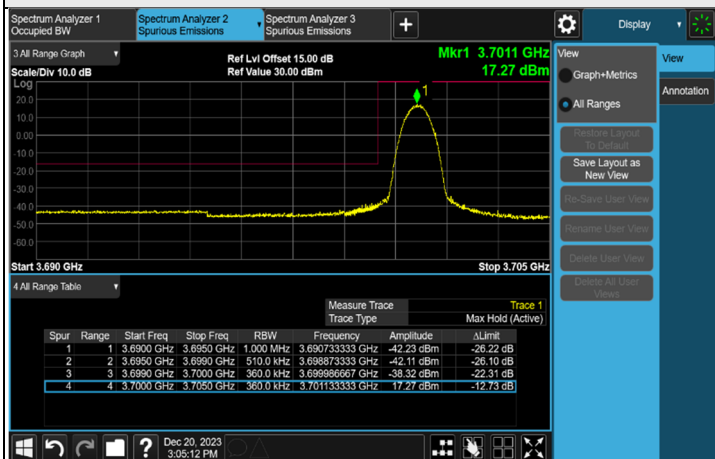 Spectrum Analyzer 1
Occupied BW
Spectrum Analyzer 2
Spurious Emissions
Spectrum Analyzer 3
Spurious Emissions
Display
3 All Range Graph
Scale/Div 10.0 dB
Ref Lvl Offset 15.00 dB
Ref Value 30.00 dBm
Mkr1 3.7011 GHz
17.27 dBm
Log
20.0
10.0
0.00
-10.0
-20.0
-30.0
-40.0
-50.0
-60.0
1
Start 3.690 GHz
Stop 3.705 GHz
4 All Range Table
Measure Trace Trace 1
Trace Type Max Hold (Active)
Spur Range Start Freq Stop Freq RBW Frequency Amplitude ΔLimit
1 1 3.6900 GHz 3.6950 GHz 1.000 MHz 3.690733333 GHz -42.23 dBm -26.22 dB
2 2 3.6950 GHz 3.6990 GHz 510.0 kHz 3.698873333 GHz -42.11 dBm -26.10 dB
3 3 3.6990 GHz 3.7000 GHz 360.0 kHz 3.699986667 GHz -38.32 dBm -22.31 dB
4 4 3.7000 GHz 3.7050 GHz 360.0 kHz 3.701133333 GHz 17.27 dBm -12.73 dB
View
Graph+Metrics
All Ranges
Restore Layout
To Default
Save Layout as
New View
Re-Save User View
Rename User View
Delete User View
Delete All User
Views
View
Annotation
?
Dec 20, 2023
3:05:12 PM